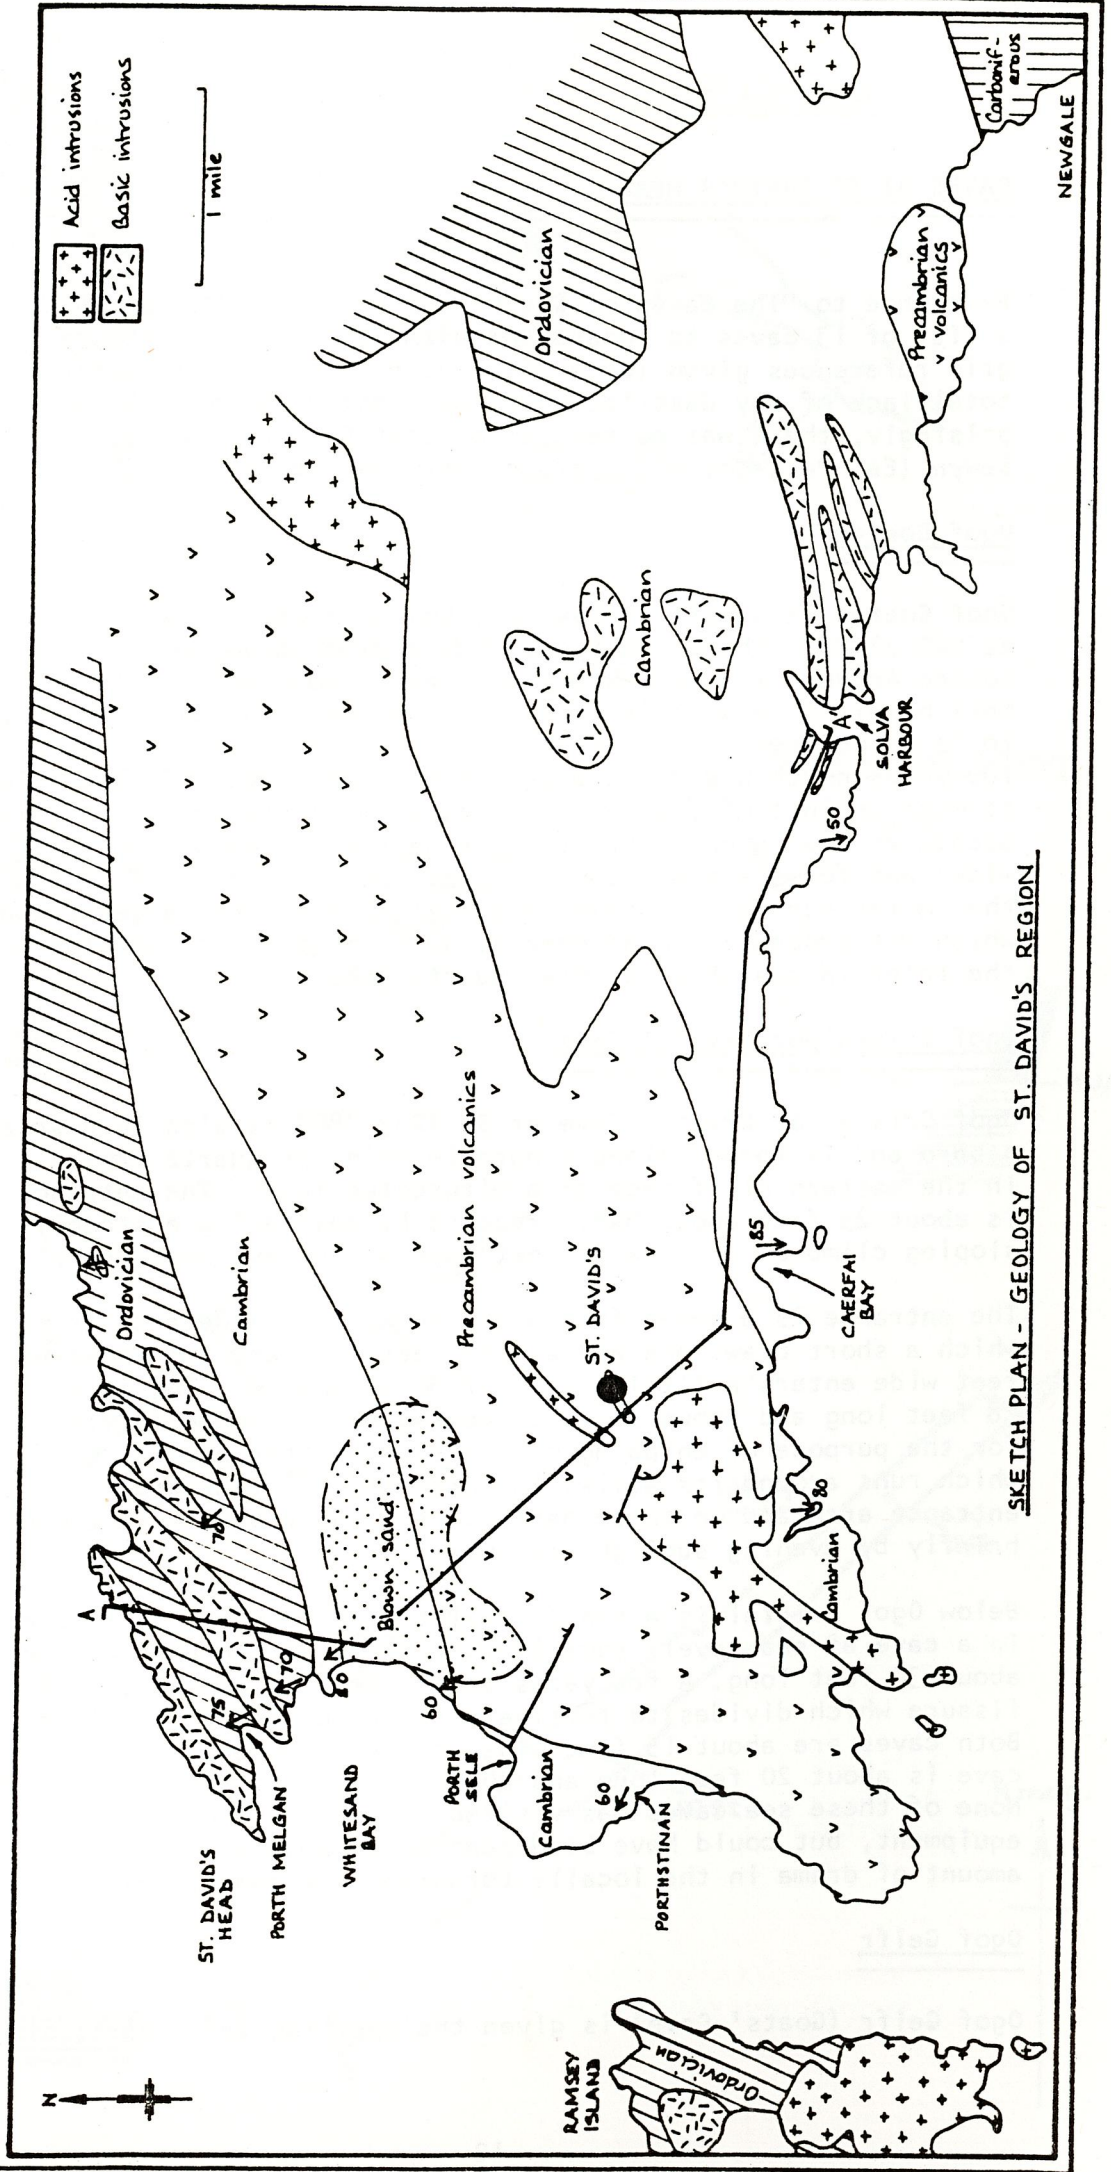 Acid intrusions
Basic intrusions
1 mile
N
ST. DAVID'S
HEAD
PORTH MELGAN
WHITESAND
BAY
PORTH
SELE
PORTHSTINAN
RAMSEY
ISLAND
Ordovician
A
75
70
70
80
60
60
Blown sand
Ordovician
Cambrian
Precambrian volcanics
ST. DAVID'S
Cambrian
Cambrian
80
85
CAERFAI
BAY
50
A'
SOLVA
HARBOUR
Cambrian
Ordovician
Precambrian
volcanics
Carbonif-
erous
NEWGALE
SKETCH PLAN - GEOLOGY OF ST. DAVID'S REGION